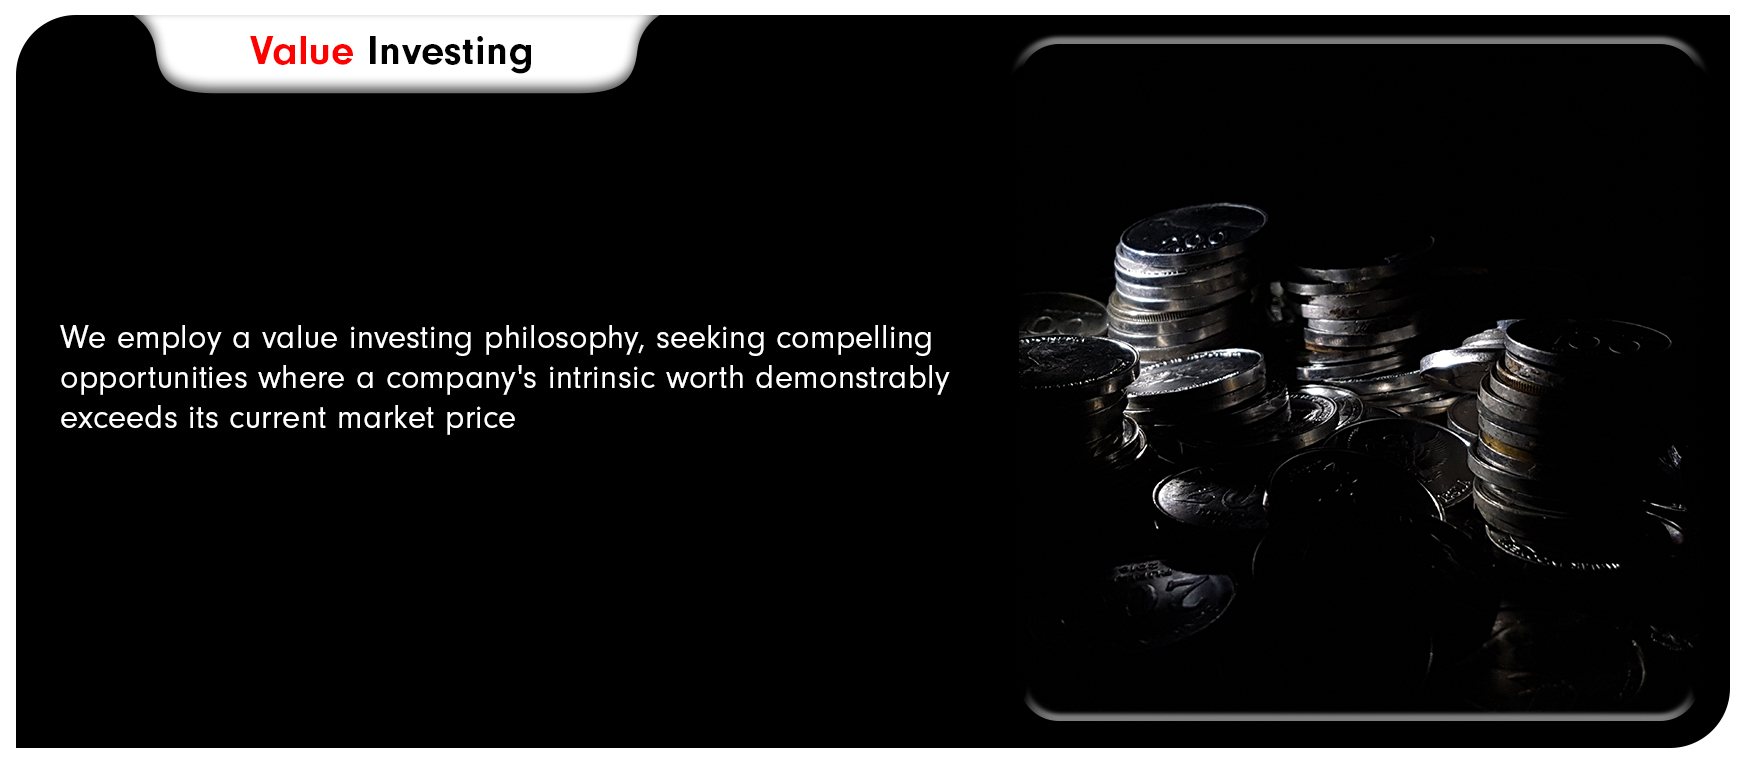 Value Investing
We employ a value investing philosophy, seeking compelling
opportunities where a company's intrinsic worth demonstrably
exceeds its current market price